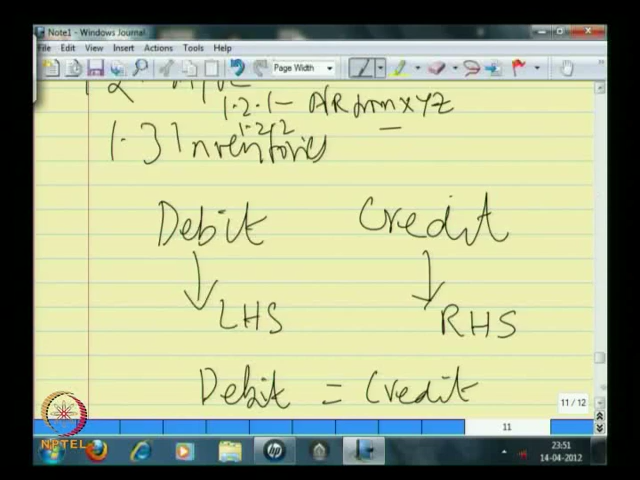 Note1 - Windows Journal
File Edit View Insert Actions Tools Help
Page Width
1.2.1 - A/R from XYZ
1.2.2
1.3 Inventories
Debit Credit
LHS RHS
Debit = Credit
11 / 12
11
NPTEL
hp
23:51
14-04-2012